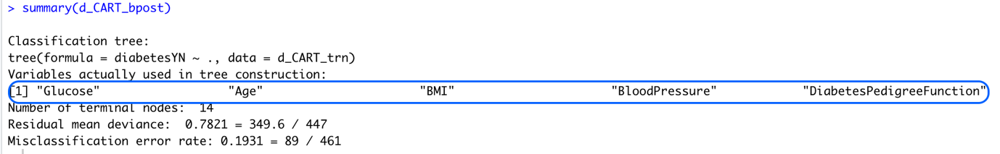 > summary(d_CART_bpost)
Classification tree:
tree(formula = diabetesYN ~ ., data = d_CART_trn)
Variables actually used in tree construction:
[1] "Glucose" "Age" "BMI" "BloodPressure" "DiabetesPedigreeFunction"
Number of terminal nodes: 14
Residual mean deviance: 0.7821 = 349.6 / 447
Misclassification error rate: 0.1931 = 89 / 461